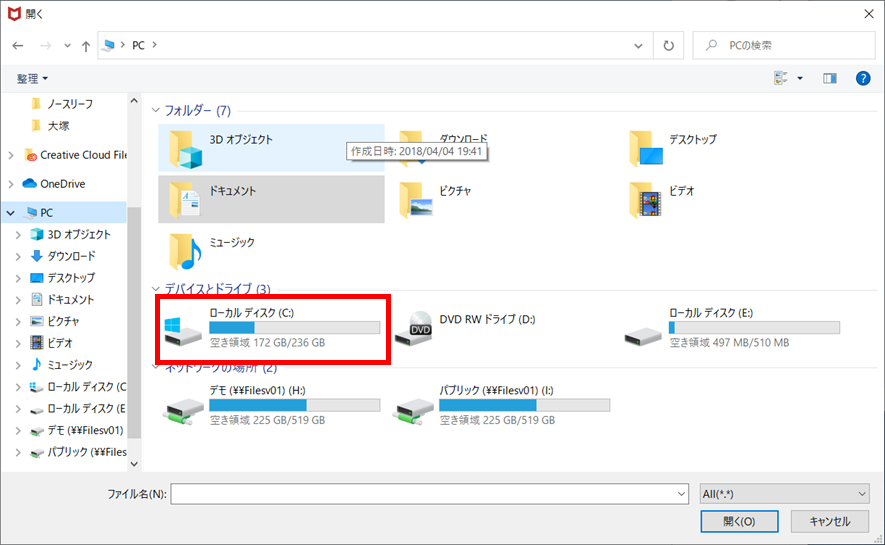 開く
PC
PCの検索
整理
ノースリーフ
大塚
Creative Cloud File
OneDrive
PC
3D オブジェクト
ダウンロード
デスクトップ
ドキュメント
ピクチャ
ビデオ
ミュージック
ローカル ディスク (C
ローカル ディスク (E
デモ (¥¥Filesv01)
パブリック (¥¥Files
フォルダー (7)
3D オブジェクト
ダウンロード
デスクトップ
作成日時: 2018/04/04 19:41
ドキュメント
ピクチャ
ビデオ
ミュージック
デバイスとドライブ (3)
ローカル ディスク (C:)
空き領域 172 GB/236 GB
DVD
DVD RW ドライブ (D:)
ローカル ディスク (E:)
空き領域 497 MB/510 MB
ネットワークの場所 (2)
デモ (¥¥Filesv01) (H:)
空き領域 225 GB/519 GB
パブリック (¥¥Filesv01) (I:)
空き領域 225 GB/519 GB
ファイル名(N):
All(*.*)
開く(O)
キャンセル